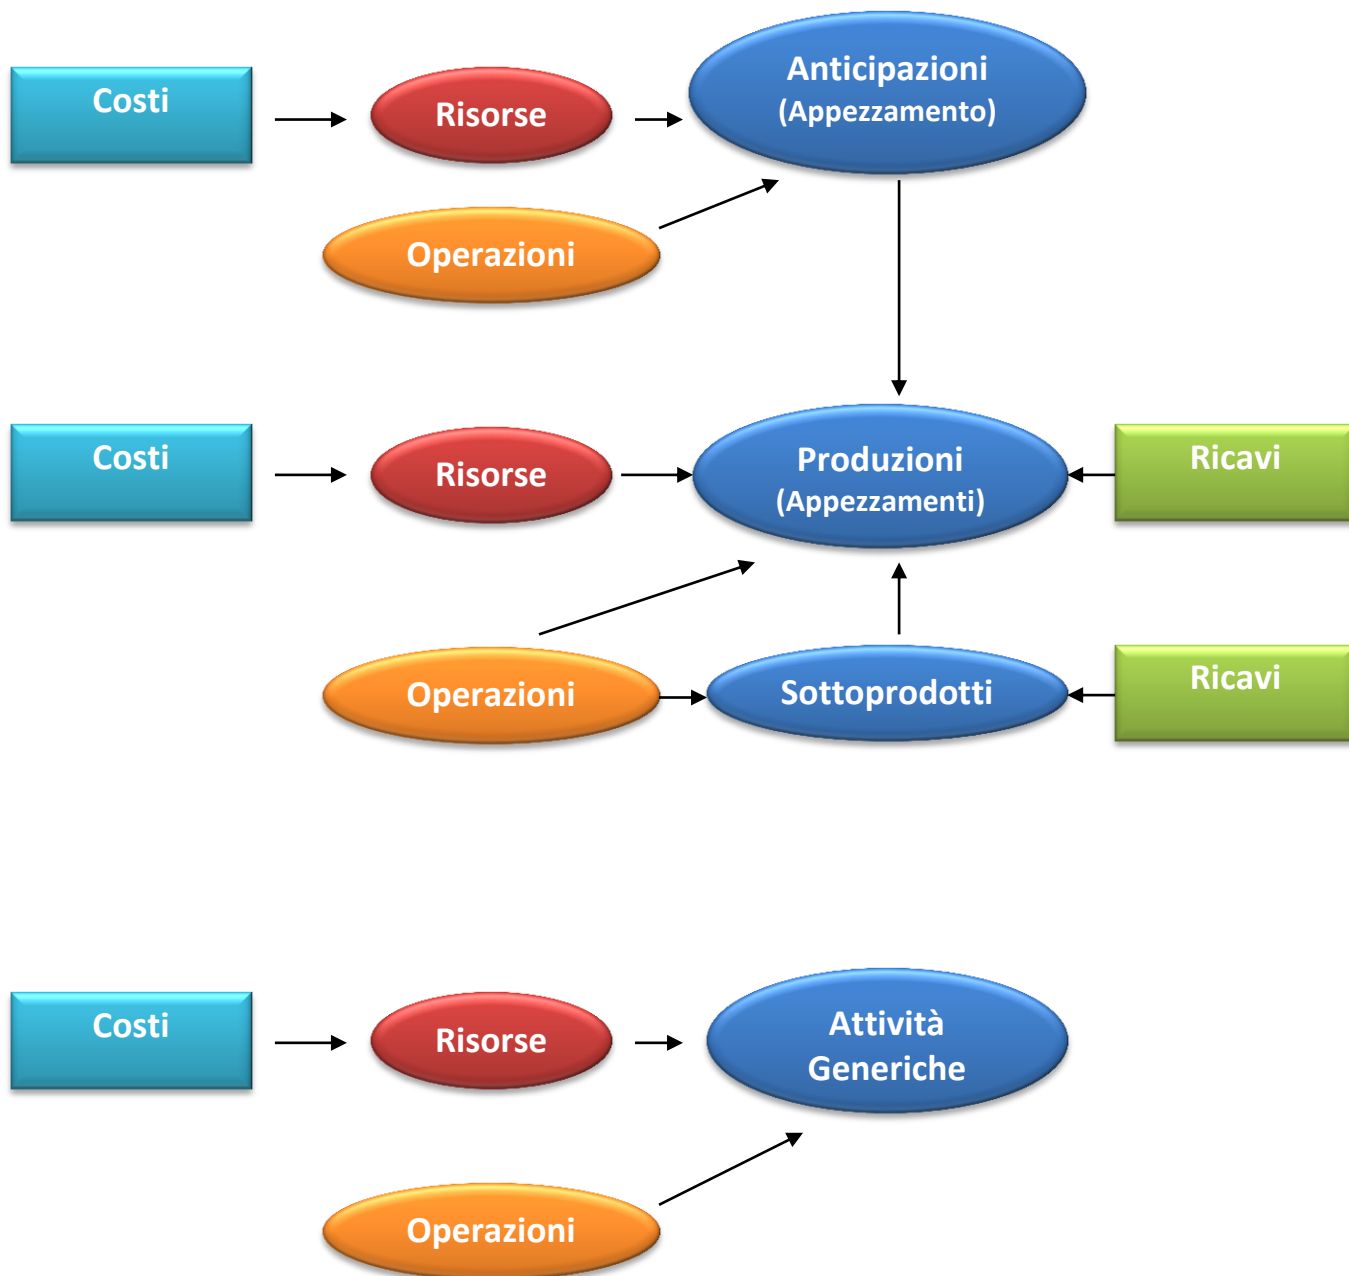 Costi
Risorse
Anticipazioni
(Appezzamento)
Operazioni
Costi
Risorse
Produzioni
(Appezzamenti)
Ricavi
Operazioni
Sottoprodotti
Ricavi
Costi
Risorse
Attività
Generiche
Operazioni